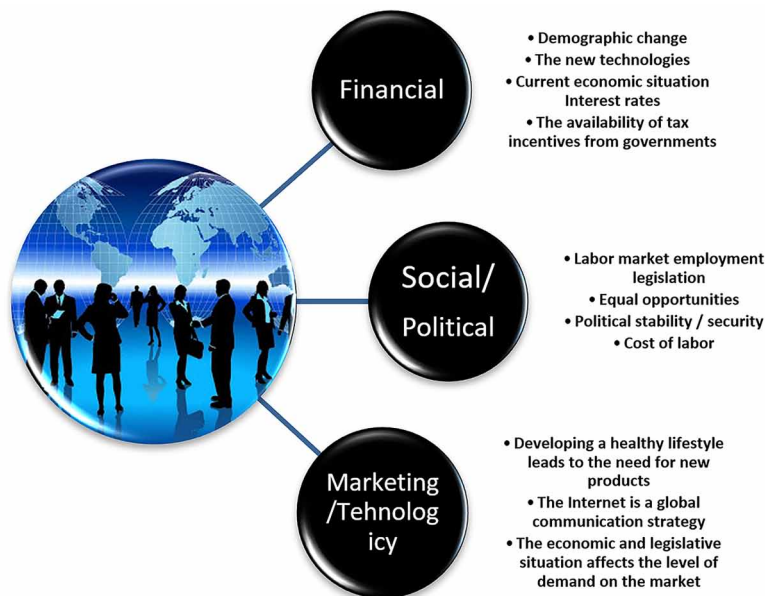 Financial
• Demographic change
• The new technologies
• Current economic situation
Interest rates
• The availability of tax
incentives from governments
Social/
Political
• Labor market employment
legislation
• Equal opportunities
• Political stability / security
• Cost of labor
Marketing
/Tehnolog
icy
• Developing a healthy lifestyle
leads to the need for new
products
• The Internet is a global
communication strategy
• The economic and legislative
situation affects the level of
demand on the market